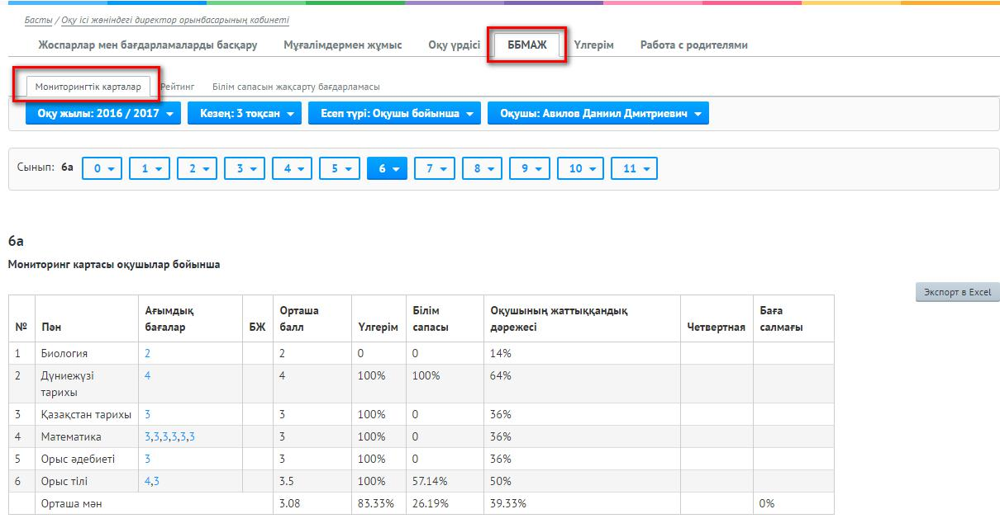 Басты / Оқу ісі жөніндегі директор орынбасарының кабинеті
Жоспарлар мен бағдарламаларды басқару Мұғалімдермен жұмыс Оқу үрдісі ББМАЖ Үлгерім Работа с родителями
Мониторингтік карталар Рейтинг Білім сапасын жақсарту бағдарламасы
Оқу жылы: 2016 / 2017 Кезең: 3 тоқсан Есеп түрі: Оқушы бойынша Оқушы: Авилов Даниил Дмитриевич
Сынып: 6а 0 1 2 3 4 5 6 7 8 9 10 11
6а
Мониторинг картасы оқушылар бойынша
Экспорт в Excel
№ Пән Ағымдық бағалар БЖ Орташа балл Үлгерім Білім сапасы Оқушының жаттыққандық дәрежесі Четвертная Баға салмағы
1 Биология 2 2 0 0 14%
2 Дүниежүзі тарихы 4 4 100% 100% 64%
3 Қазақстан тарихы 3 3 100% 0 36%
4 Математика 3,3,3,3,3,3 3 100% 0 36%
5 Орыс әдебиеті 3 3 100% 0 36%
6 Орыс тілі 4,3 3.5 100% 57.14% 50%
Орташа мән 3.08 83.33% 26.19% 39.33% 0%